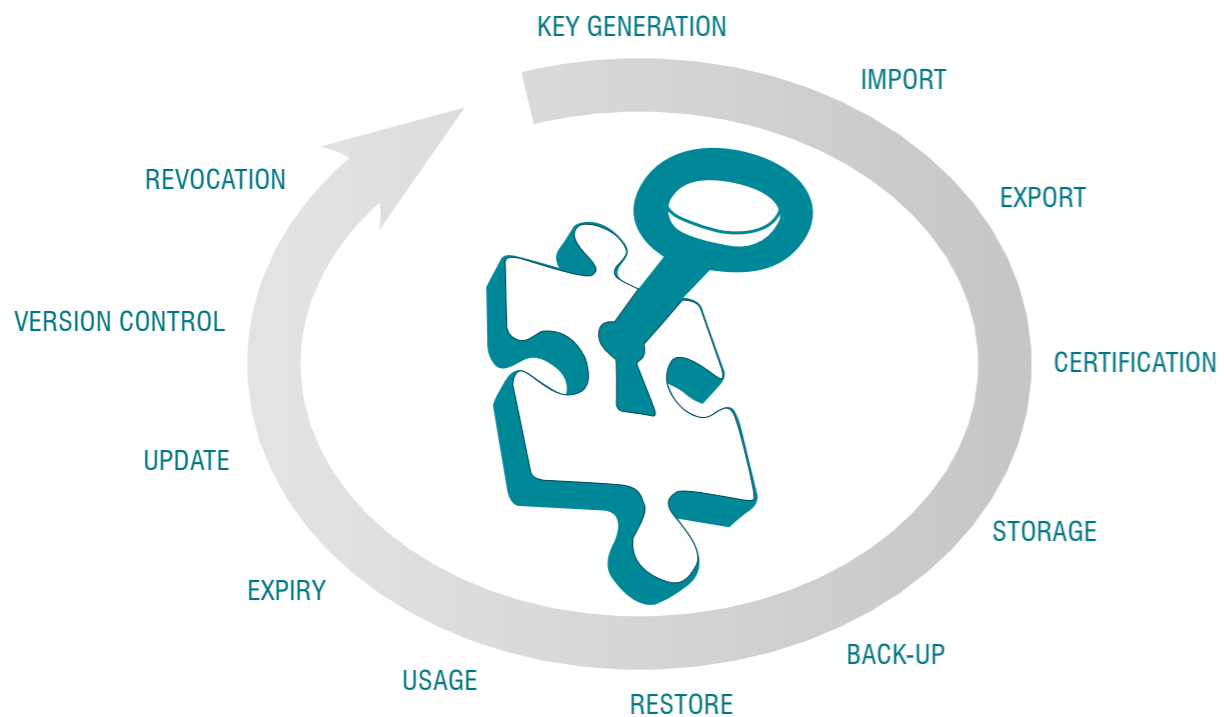 KEY GENERATION
IMPORT
EXPORT
CERTIFICATION
STORAGE
BACK-UP
RESTORE
USAGE
EXPIRY
UPDATE
VERSION CONTROL
REVOCATION